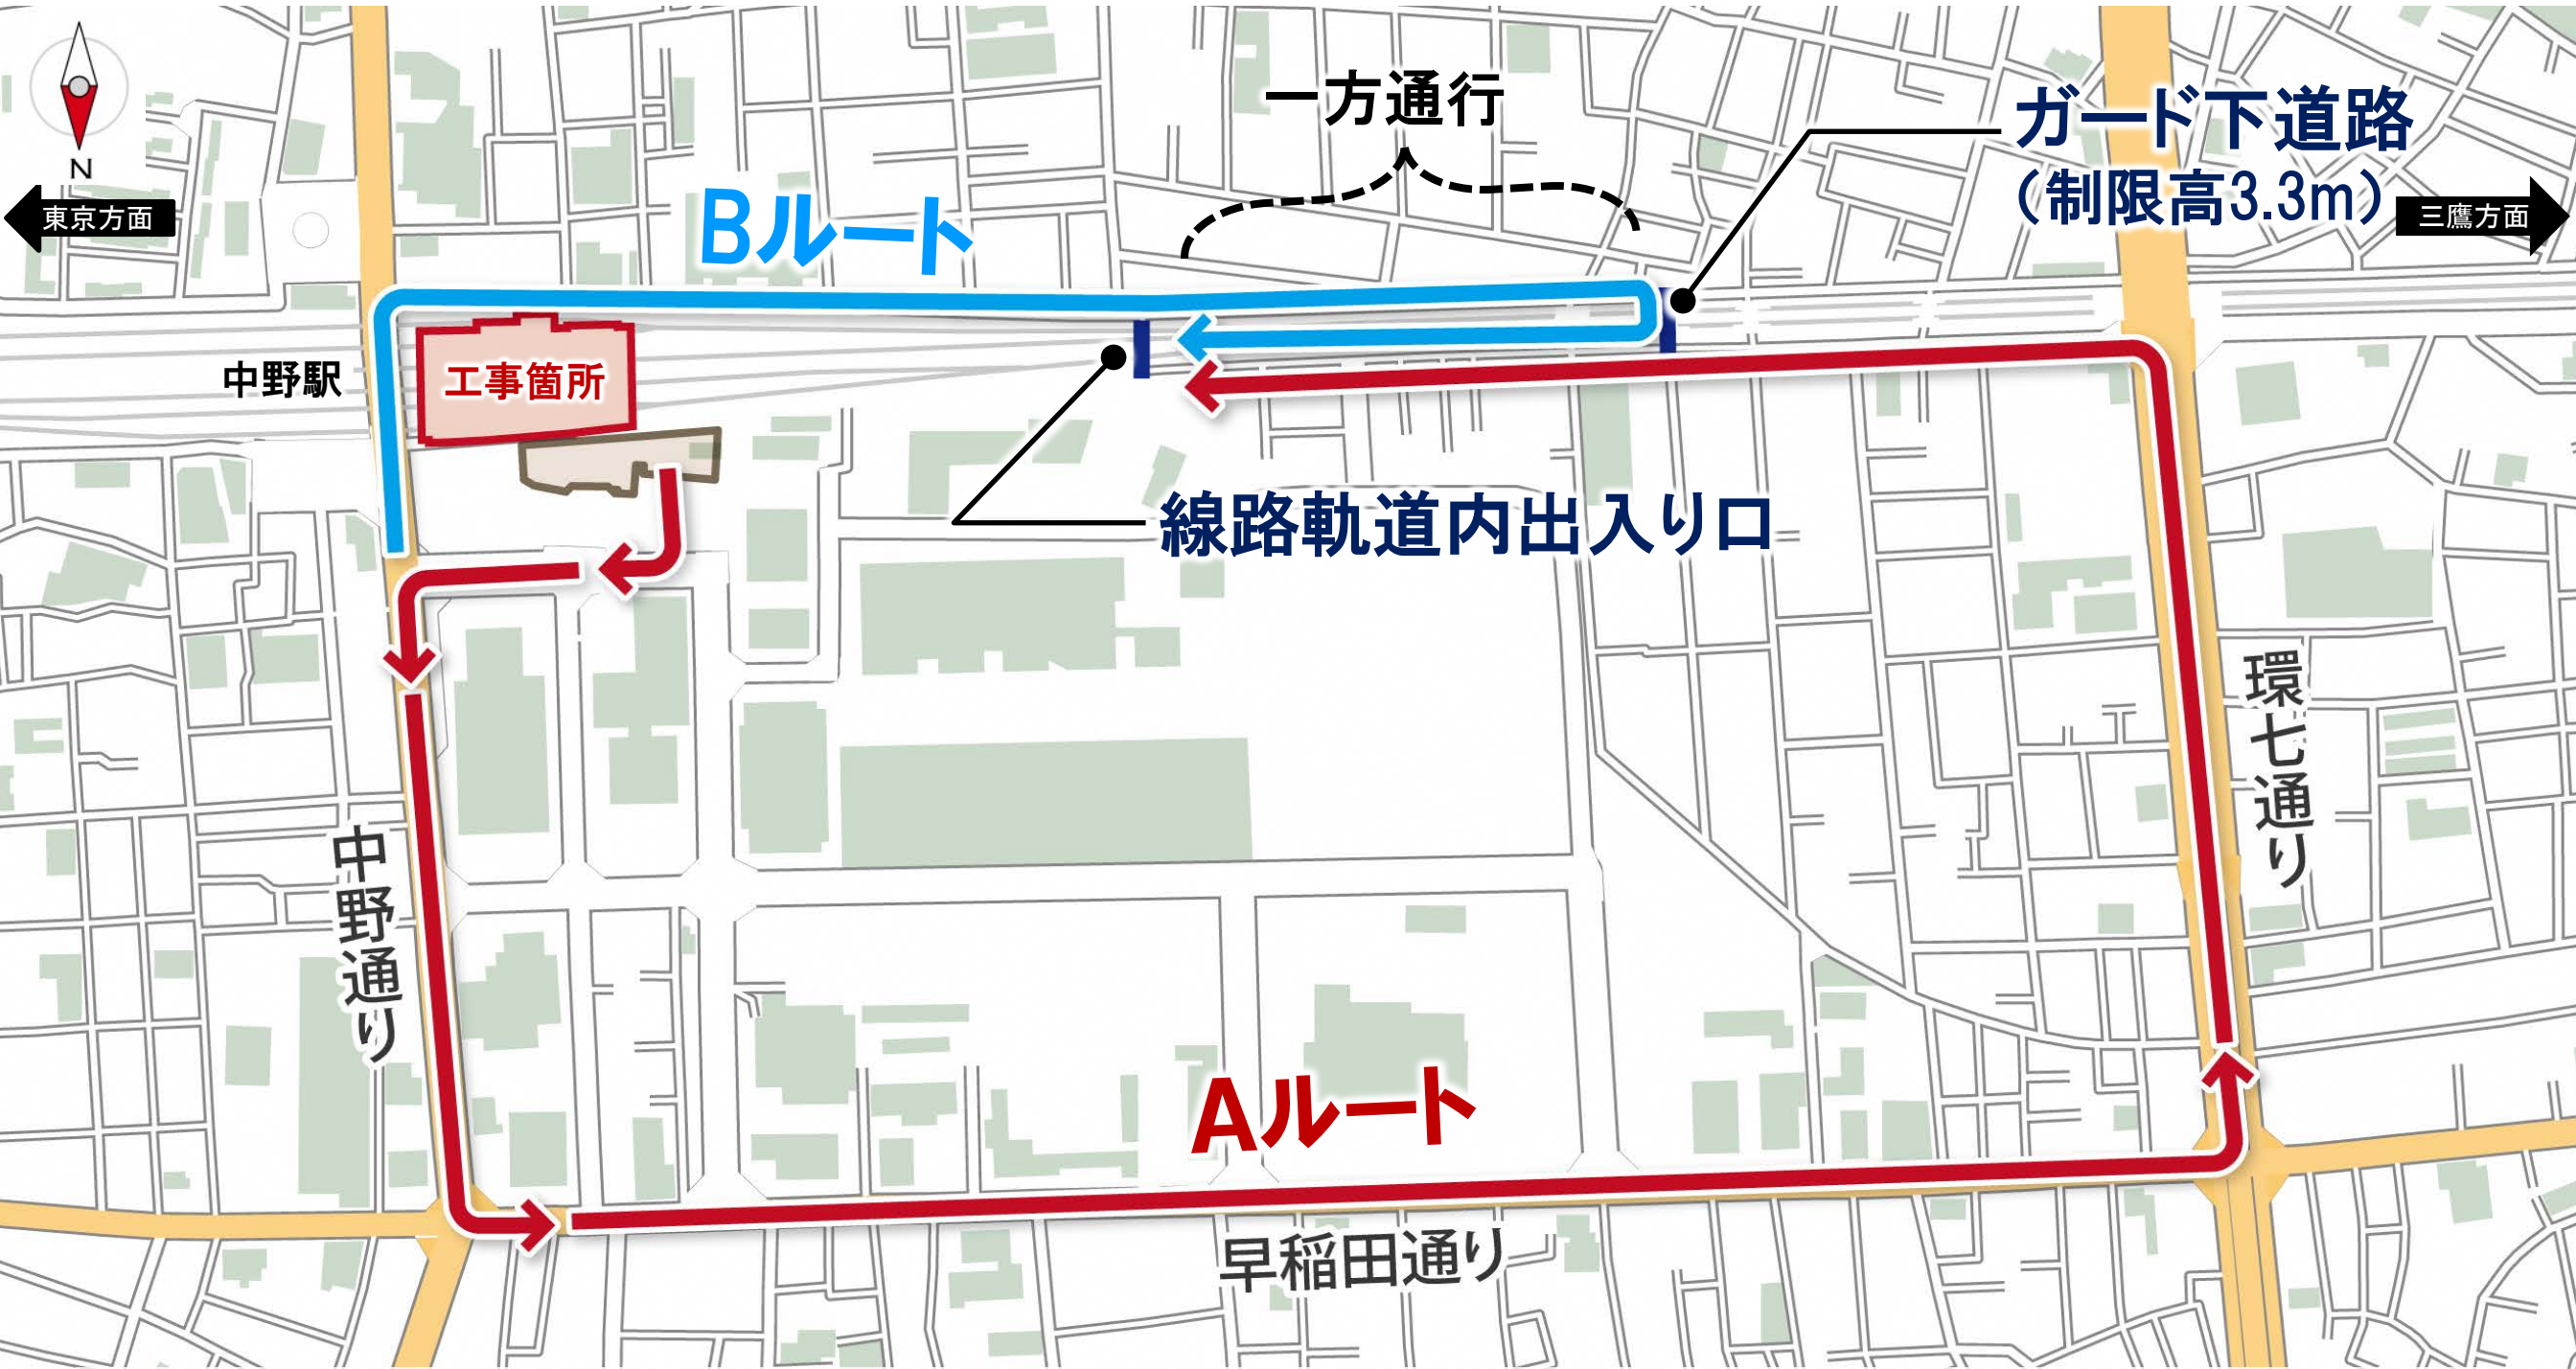 N
東京方面
一方通行
ガード下道路
（制限高3.3m）
三鷹方面
Bルート
中野駅
工事箇所
線路軌道内出入り口
環七通り
中野通り
Aルート
早稲田通り